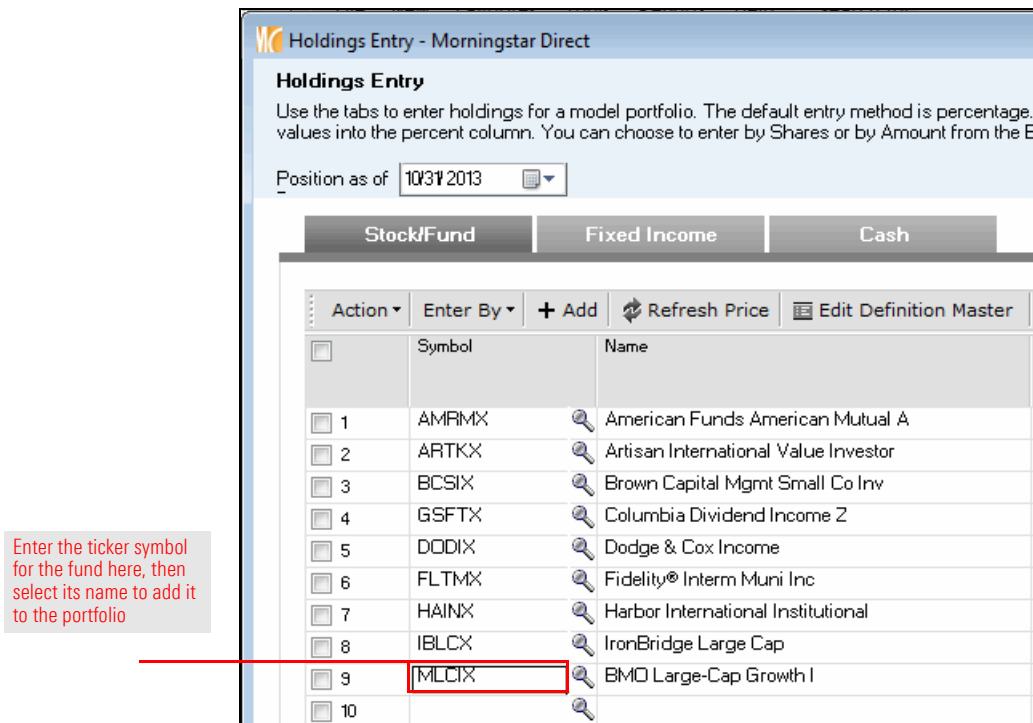 Holdings Entry - Morningstar Direct
Holdings Entry
Use the tabs to enter holdings for a model portfolio. The default entry method is percentage.
values into the percent column. You can choose to enter by Shares or by Amount from the E
Position as of 10/31/2013
Stock/Fund Fixed Income Cash
Action Enter By + Add Refresh Price Edit Definition Master
Symbol Name
1 AMRMX American Funds American Mutual A
2 ARTKX Artisan International Value Investor
3 BCSIX Brown Capital Mgmt Small Co Inv
4 GSFTX Columbia Dividend Income Z
5 DODIX Dodge & Cox Income
6 FLTMX Fidelity® Interm Muni Inc
7 HAINX Harbor International Institutional
8 IBLCX IronBridge Large Cap
9 MLCIX BMO Large-Cap Growth I
10
Enter the ticker symbol
for the fund here, then
select its name to add it
to the portfolio